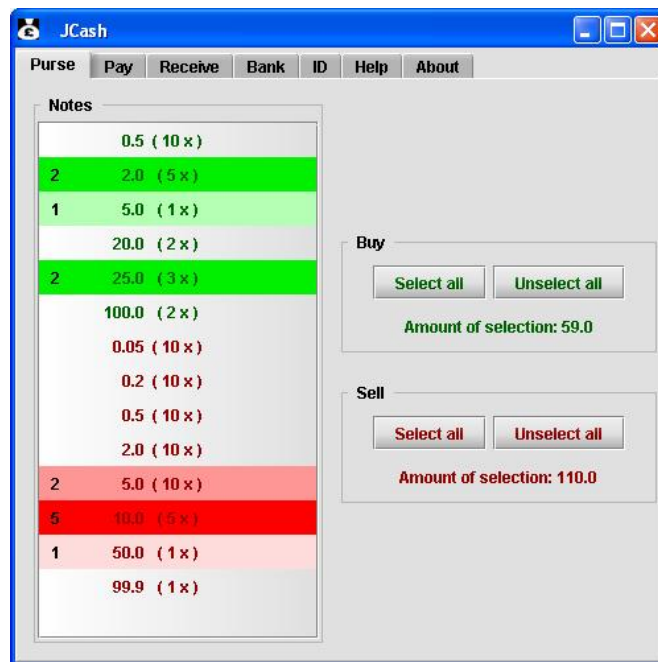 JCash
Purse Pay Receive Bank ID Help About
Notes
0.5 ( 10 x )
2 2.0 ( 5 x )
1 5.0 ( 1 x )
20.0 ( 2 x )
2 25.0 ( 3 x )
100.0 ( 2 x )
0.05 ( 10 x )
0.2 ( 10 x )
0.5 ( 10 x )
2.0 ( 10 x )
2 5.0 ( 10 x )
5 10.0 ( 5 x )
1 50.0 ( 1 x )
99.9 ( 1 x )
Buy
Select all Unselect all
Amount of selection: 59.0
Sell
Select all Unselect all
Amount of selection: 110.0